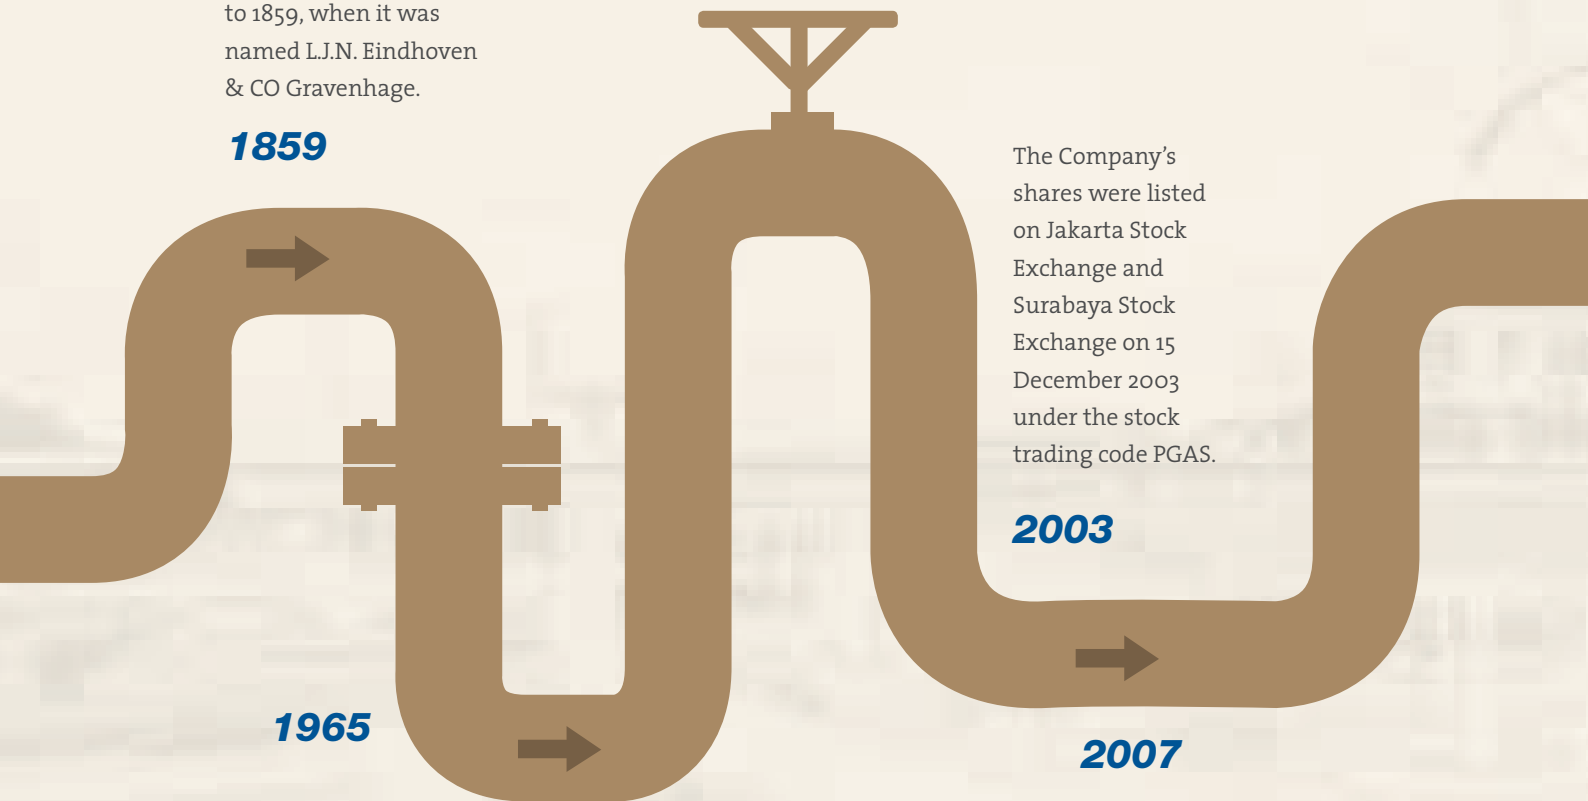 to 1859, when it was
named L.J.N. Eindhoven
& CO Gravenhage.
1859
1965
The Company’s
shares were listed
on Jakarta Stock
Exchange and
Surabaya Stock
Exchange on 15
December 2003
under the stock
trading code PGAS.
2003
2007